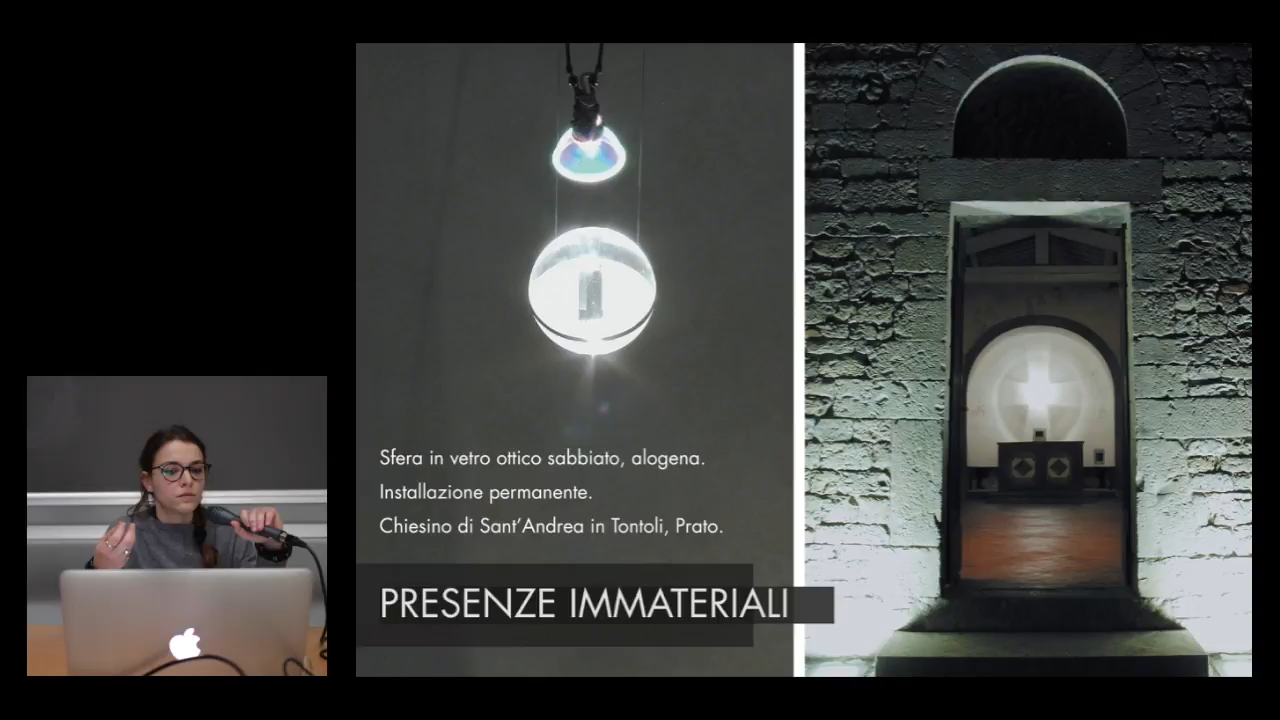 Sfera in vetro ottico sabbiato, alogena.
Installazione permanente.
Chiesino di Sant'Andrea in Tontoli, Prato.
PRESENZE IMMATERIALI